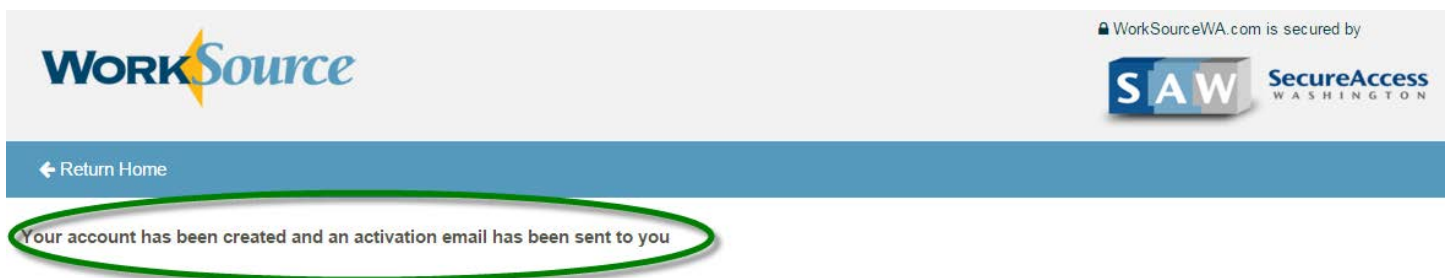 WorkSource
WorkSourceWA.com is secured by
SAW SecureAccess
WASHINGTON
Return Home
Your account has been created and an activation email has been sent to you